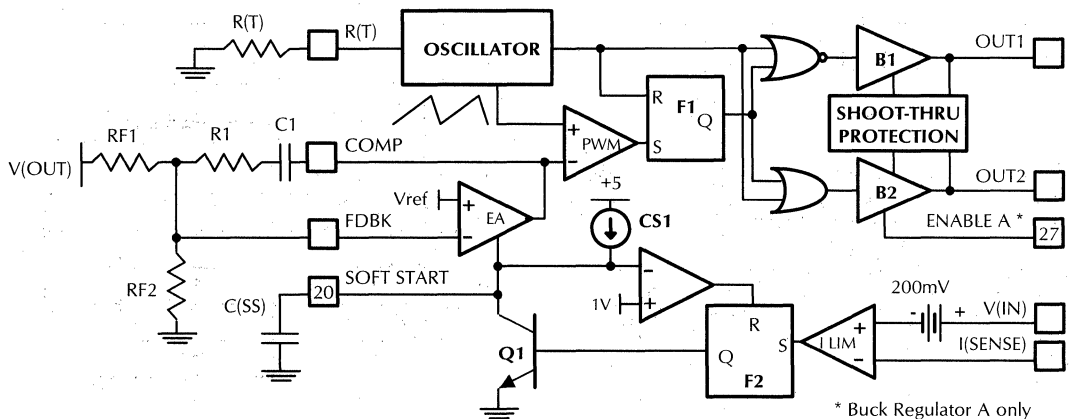 R(T)
R(T)
OSCILLATOR
OUT1
B1
R
F1
Q
S
SHOOT-THRU
PROTECTION
RF1
R1
C1
COMP
+
PWM
−
V(OUT)
+5
B2
OUT2
Vref
+
EA
−
CS1
ENABLE A *
27
FDBK
SOFT START
20
−
1V
+
200mV
- +
V(IN)
RF2
C(SS)
R
+
I LIM
−
I(SENSE)
Q1
Q
S
F2
* Buck Regulator A only